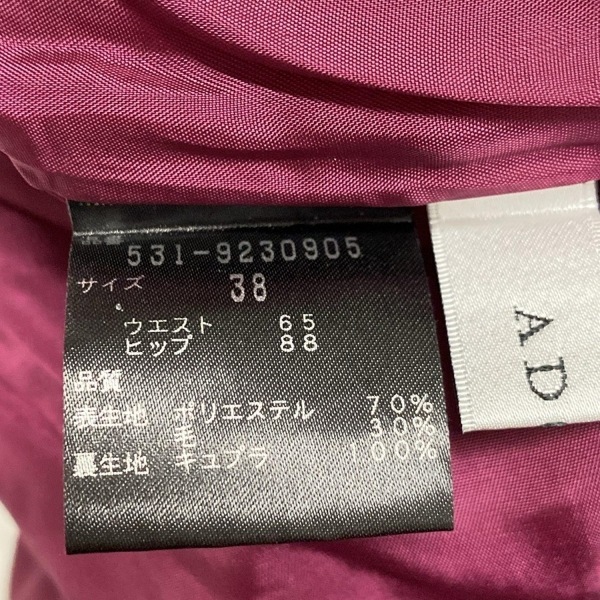 品番
531-9230905
サイズ 38
ウエスト 65
ヒップ 88
品質
表生地 ポリエステル 70%
毛 30%
裏生地 キュプラ 100%
AD